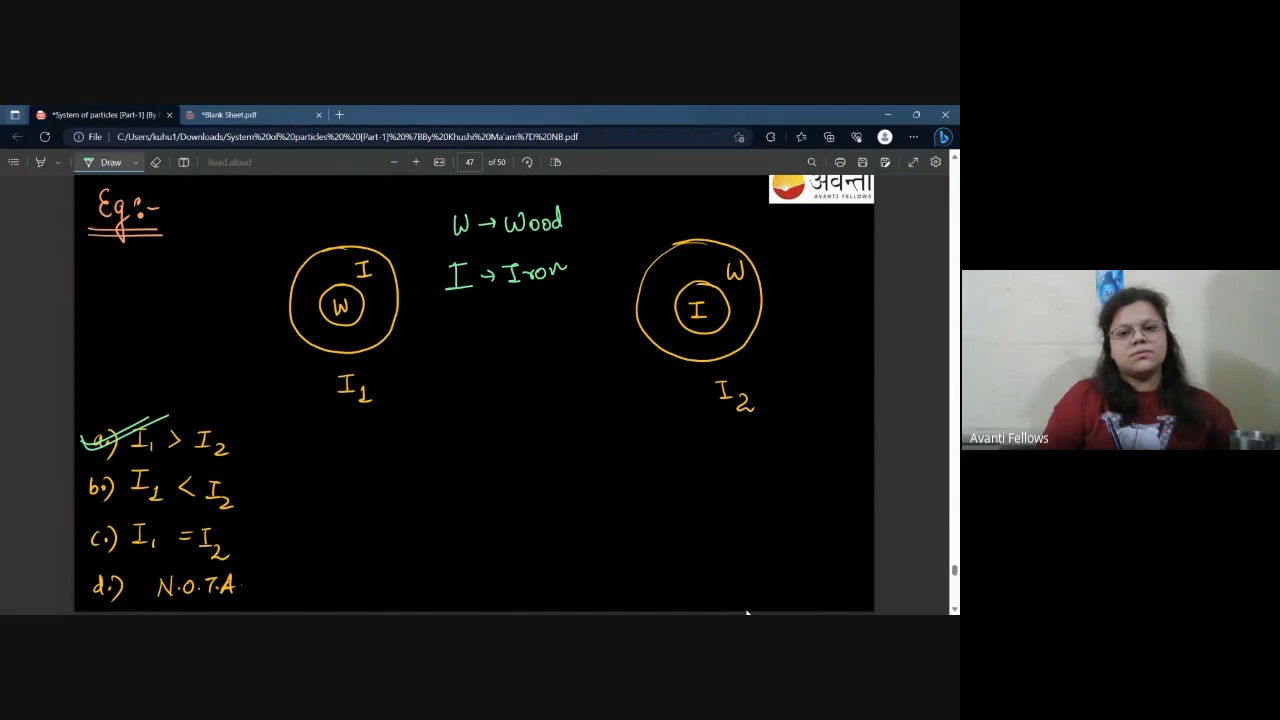 *System of particles [Part-1] {By
*Blank Sheet.pdf
File
C:/Users/kuhu1/Downloads/System%20of%20particles%20%20[Part-1]%20%7BBy%20Khushi%20Ma'am%7D%20NB.pdf
Draw
Read aloud
47 of 50
अवन्ती
AVANTI FELLOWS
Eg:-
W → Wood
I → Iron
I
W
W
I
I1
I2
a.) I1 > I2
b.) I1 < I2
c.) I1 = I2
d.) N.O.T.A.
Avanti Fellows